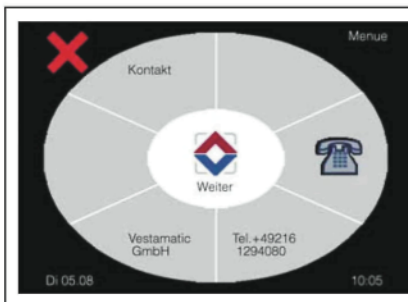 Menue
Kontakt
Weiter
Vestamatic
GmbH
Tel.+49216
1294080
Di 05.08
10:05